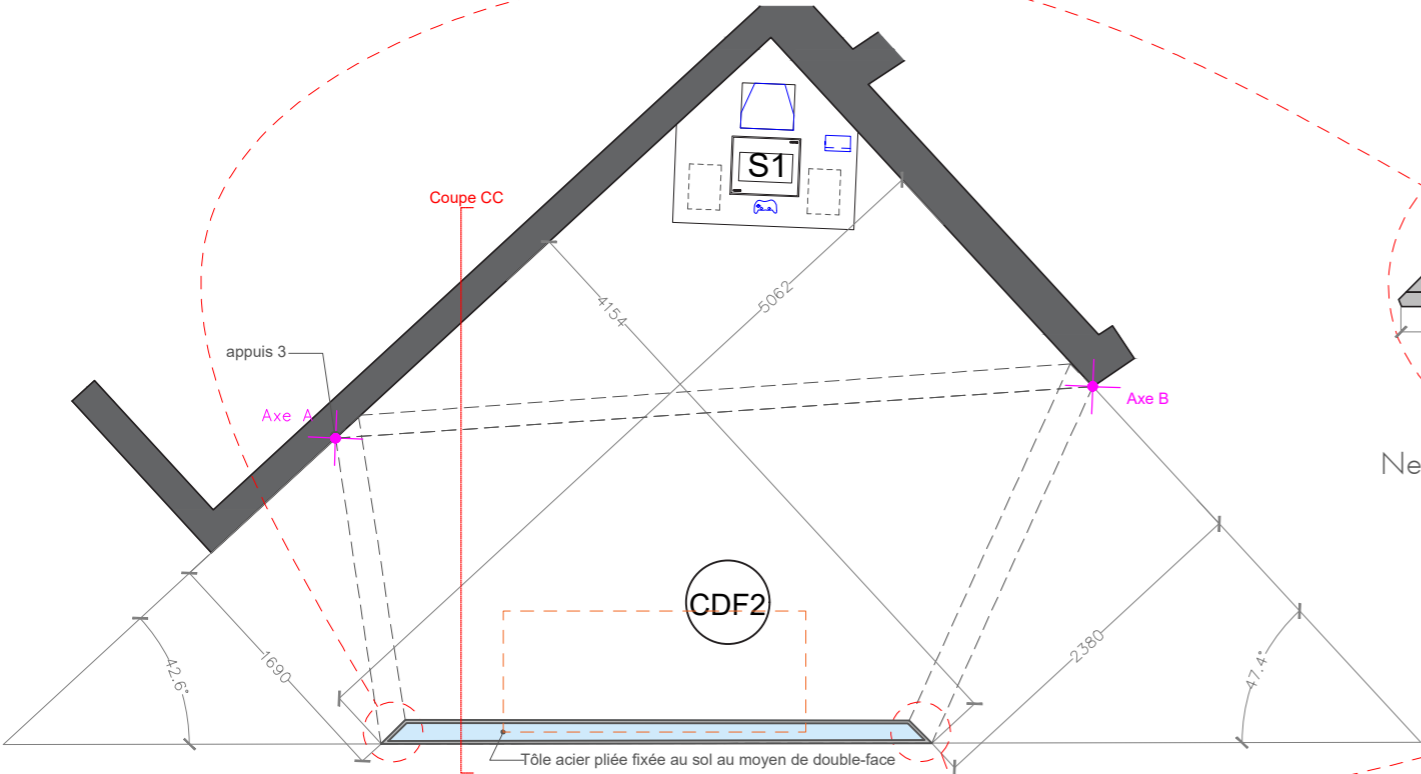 S1
Coupe CC
4154
5062
appuis 3
Axe A
Axe B
Ne
CDF2
42.6°
1690
2380
47.4°
Tôle acier pliée fixée au sol au moyen de double-face